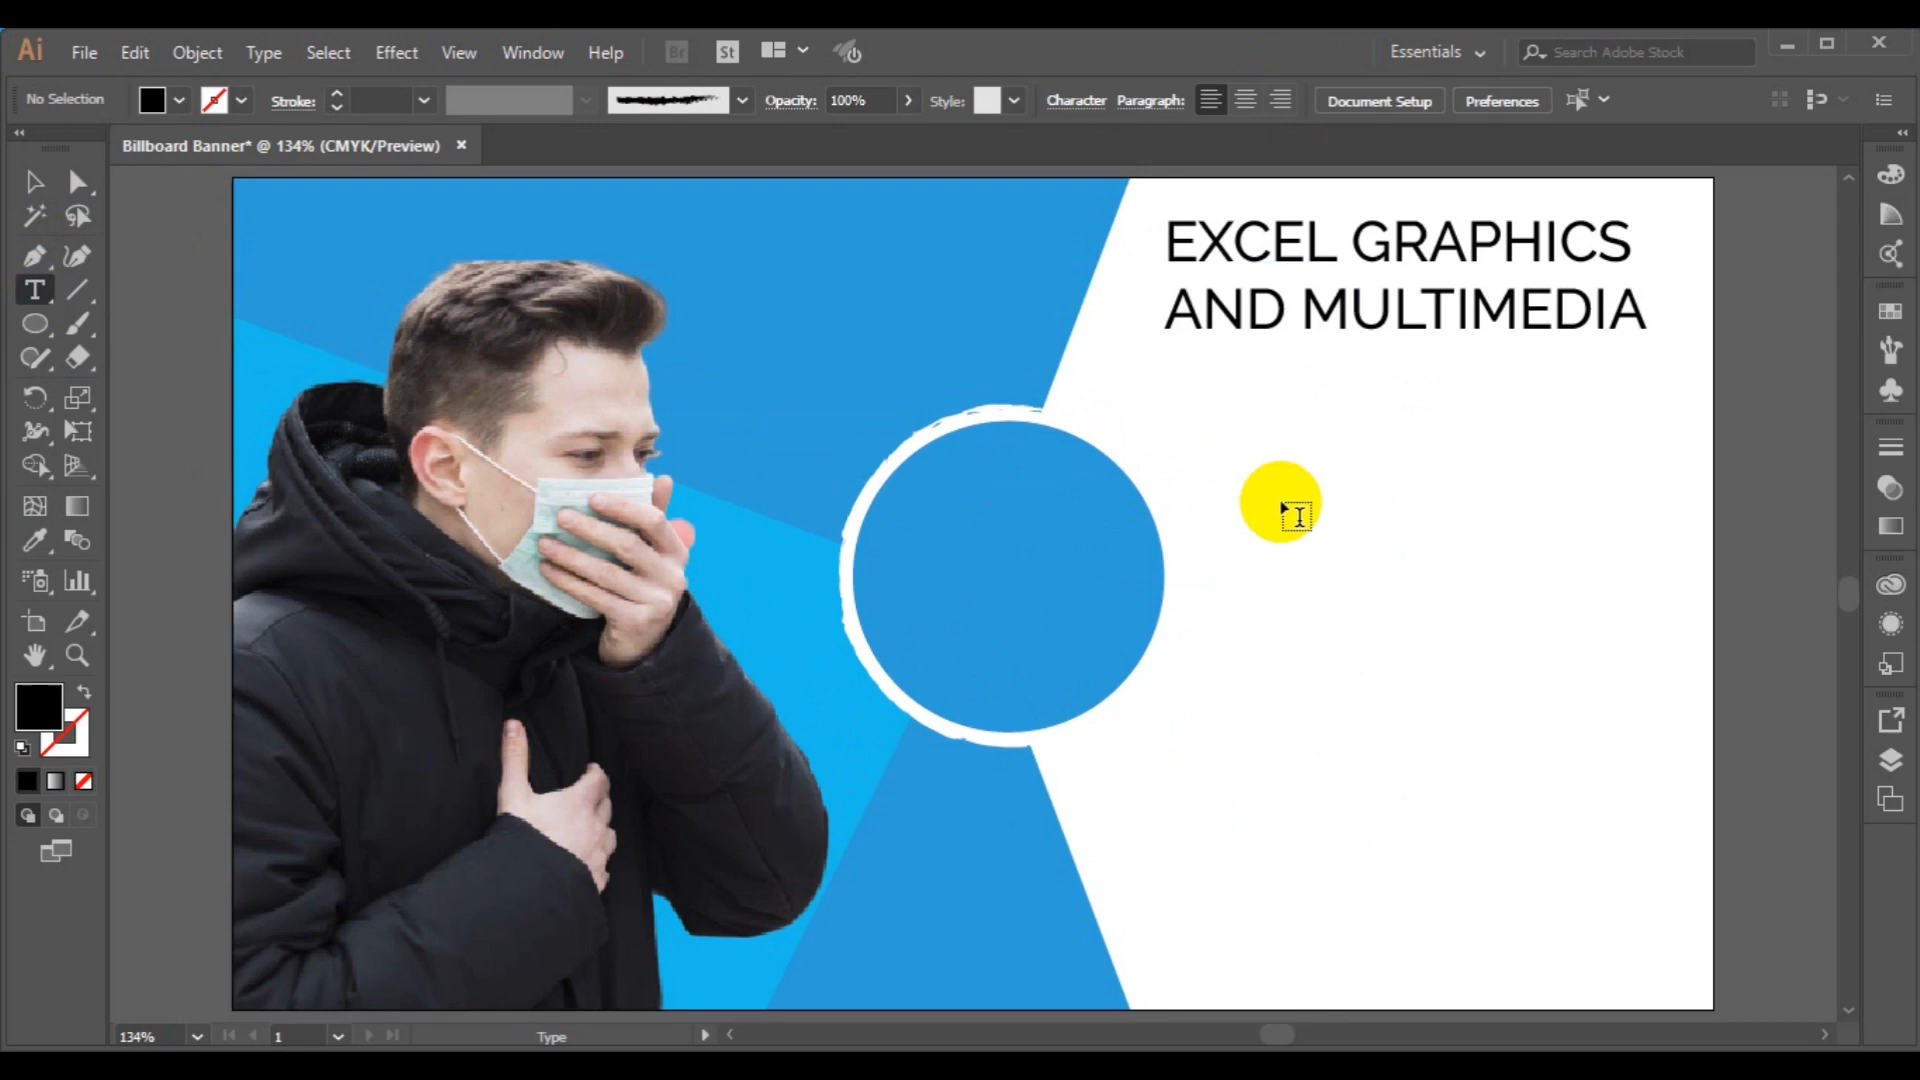 Ai File Edit Object Type Select Effect View Window Help Br St Essentials Search Adobe Stock
No Selection Stroke: Opacity: 100% Style: Character Paragraph: Document Setup Preferences
Billboard Banner* @ 134% (CMYK/Preview)
EXCEL GRAPHICS
AND MULTIMEDIA
134% 1 Type